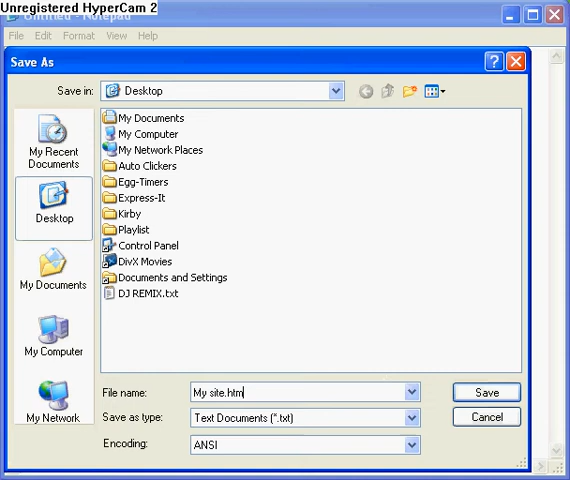 Unregistered HyperCam 2
Untitled - Notepad
File Edit Format View Help
Save As
Save in: Desktop
My Recent Documents
Desktop
My Documents
My Computer
My Network
My Documents
My Computer
My Network Places
Auto Clickers
Egg-Timers
Express-It
Kirby
Playlist
Control Panel
DivX Movies
Documents and Settings
DJ REMIX.txt
File name: My site.htm Save
Save as type: Text Documents (*.txt) Cancel
Encoding: ANSI